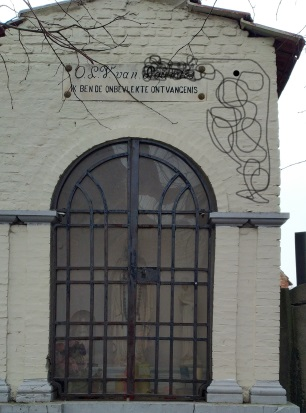 O.L.V. van
IK BEN DE ONBEVLEKTE ONTVANGENIS